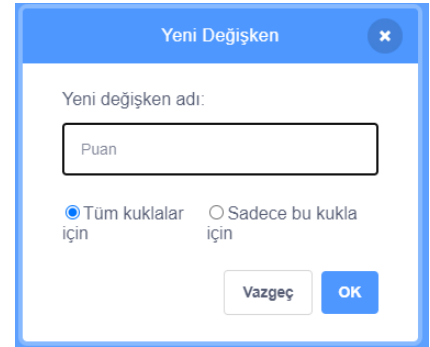 Yeni Değişken
Yeni değişken adı:
Puan
Tüm kuklalar için
Sadece bu kukla için
Vazgeç
OK